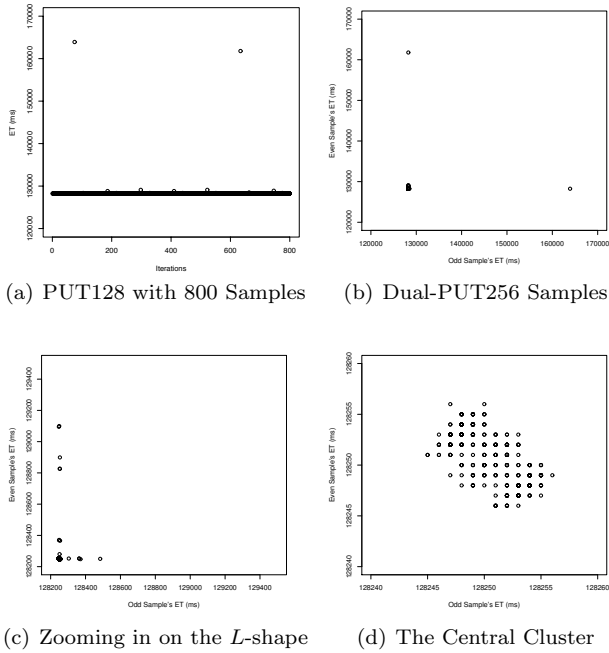 120000 130000 140000 150000 160000 170000
ET (ms)
0 200 400 600 800
Iterations
(a) PUT128 with 800 Samples
120000 130000 140000 150000 160000 170000
Even Sample's ET (ms)
120000 130000 140000 150000 160000 170000
Odd Sample's ET (ms)
(b) Dual-PUT256 Samples
128200 128400 128600 128800 129000 129200 129400
Even Sample's ET (ms)
128200 128400 128600 128800 129000 129200 129400
Odd Sample's ET (ms)
(c) Zooming in on the L-shape
128240 128245 128250 128255 128260
Even Sample's ET (ms)
128240 128245 128250 128255 128260
Odd Sample's ET (ms)
(d) The Central Cluster